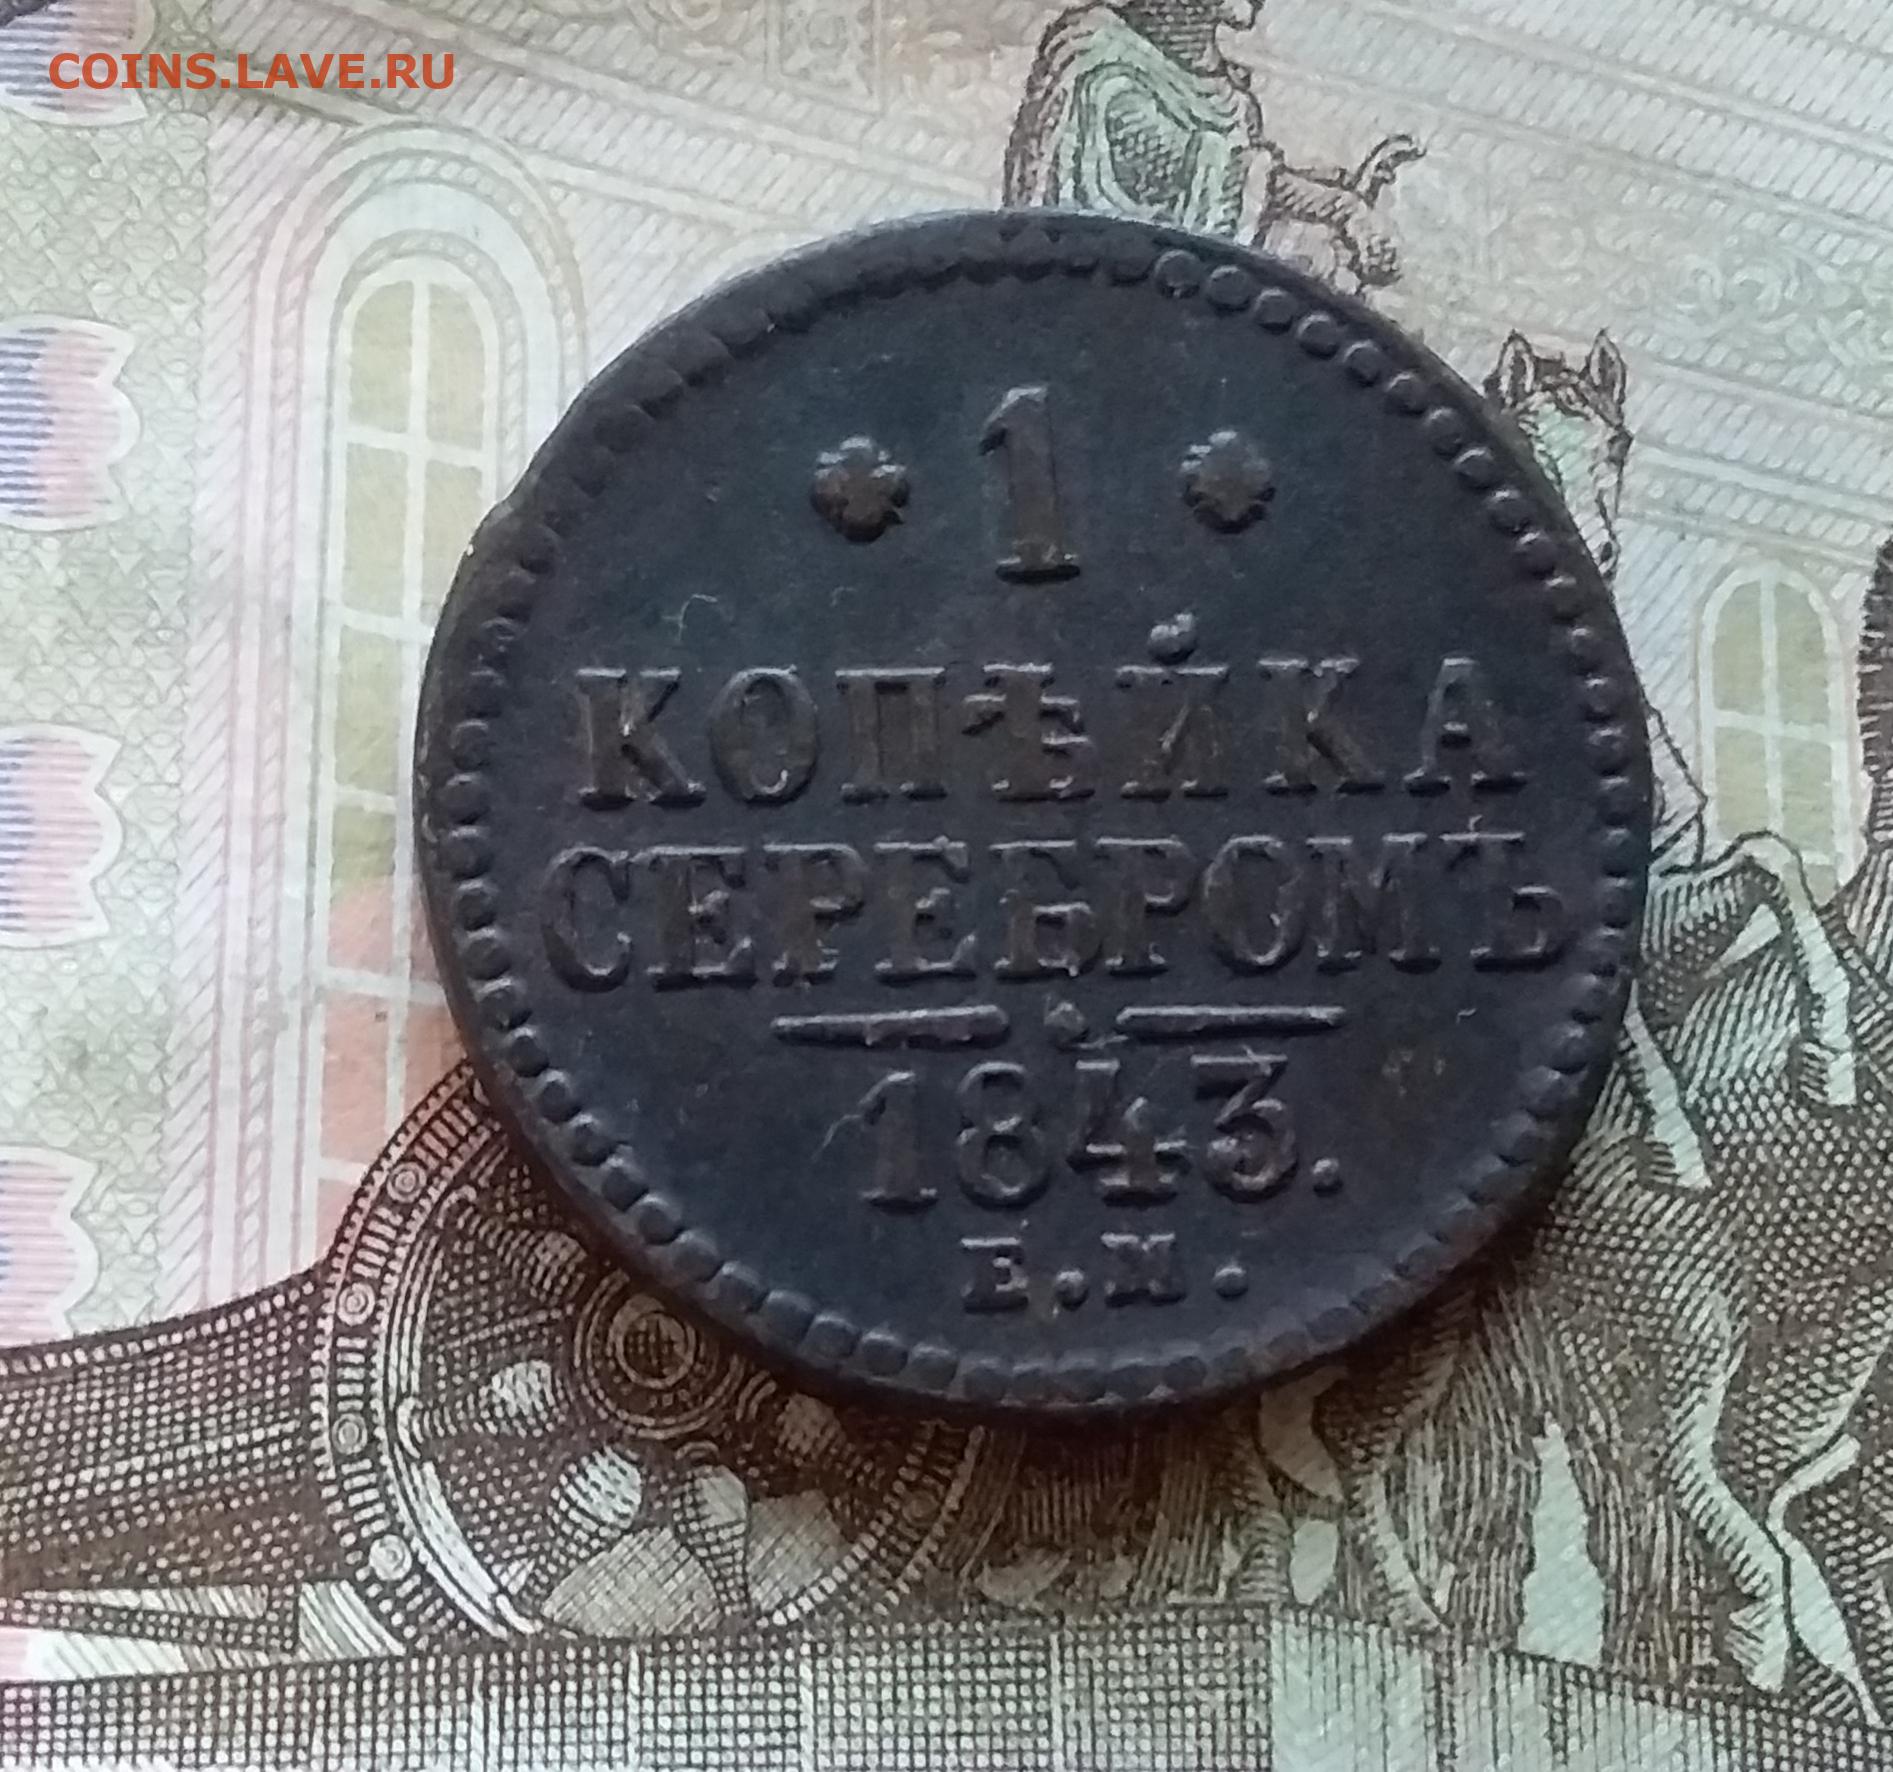 COINS.LAVE.RU
1
КОПѢЙКА
СЕРЕБРОМЪ
1843.
Е.М.